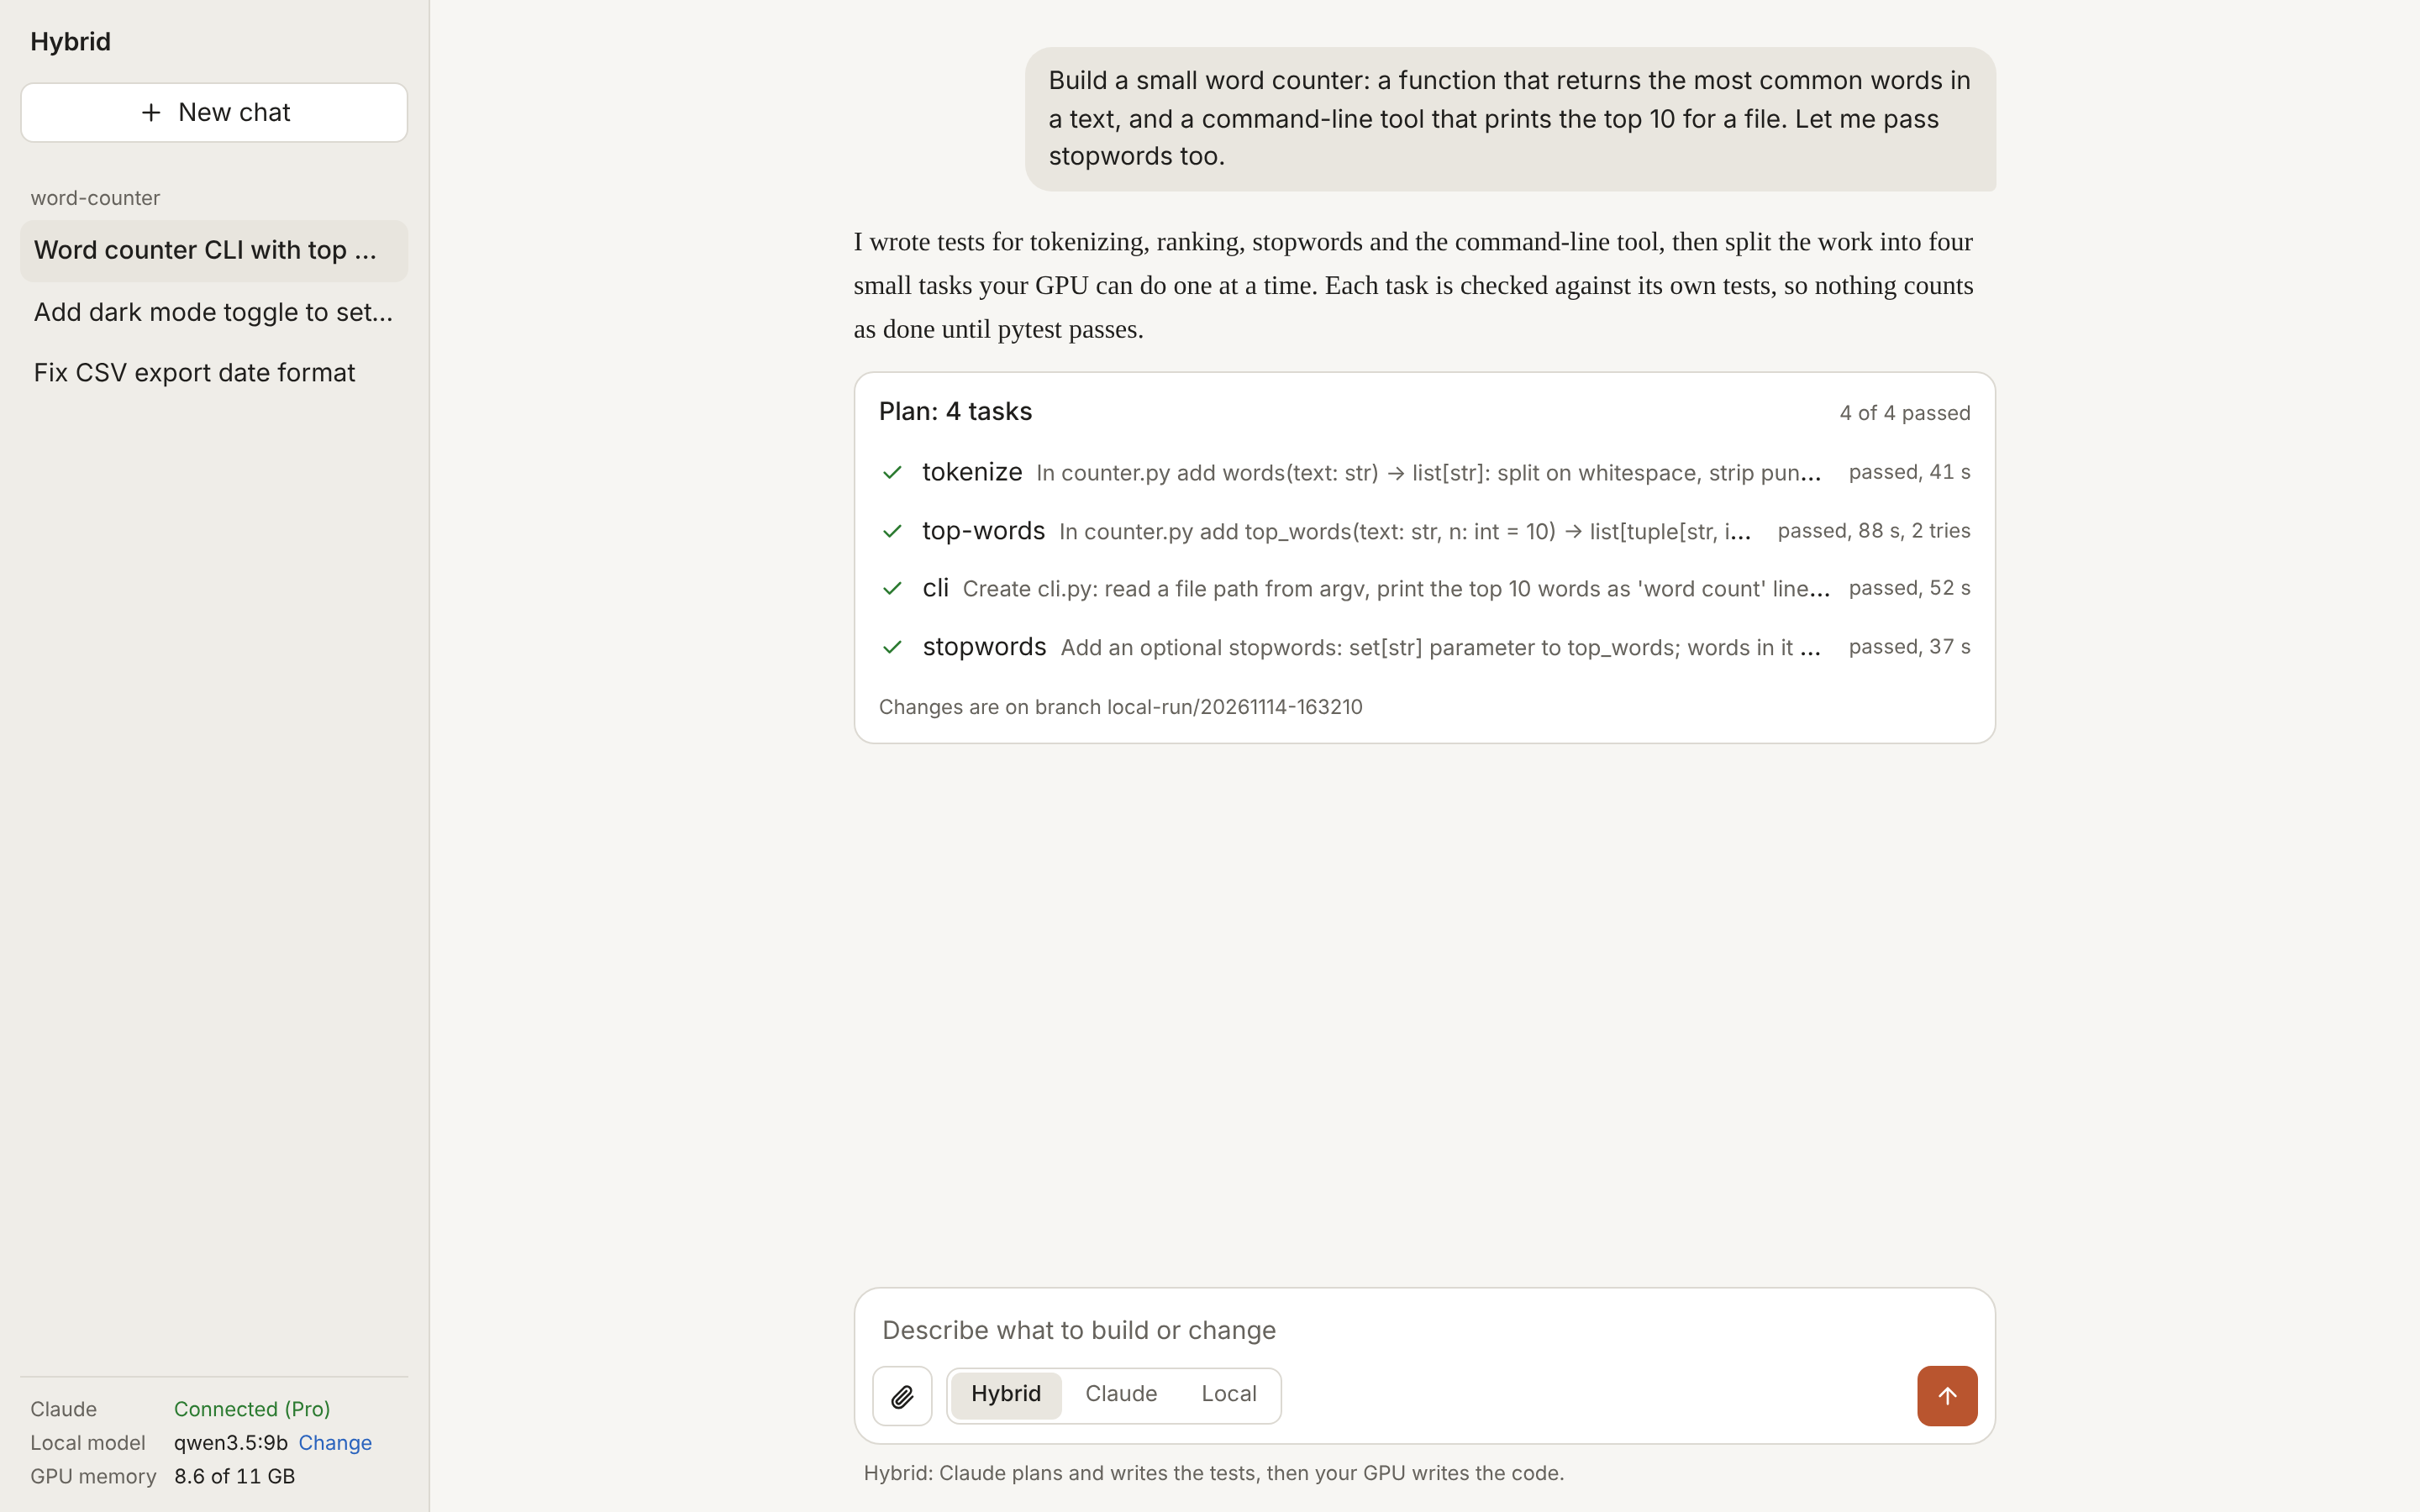 Hybrid
+ New chat
word-counter
Word counter CLI with top ...
Add dark mode toggle to set...
Fix CSV export date format
Claude Connected (Pro)
Local model qwen3.5:9b Change
GPU memory 8.6 of 11 GB
Build a small word counter: a function that returns the most common words in
a text, and a command-line tool that prints the top 10 for a file. Let me pass
stopwords too.
I wrote tests for tokenizing, ranking, stopwords and the command-line tool, then split the work into four
small tasks your GPU can do one at a time. Each task is checked against its own tests, so nothing counts
as done until pytest passes.
Plan: 4 tasks 4 of 4 passed
tokenize In counter.py add words(text: str) → list[str]: split on whitespace, strip pun... passed, 41 s
top-words In counter.py add top_words(text: str, n: int = 10) → list[tuple[str, i... passed, 88 s, 2 tries
cli Create cli.py: read a file path from argv, print the top 10 words as 'word count' line... passed, 52 s
stopwords Add an optional stopwords: set[str] parameter to top_words; words in it ... passed, 37 s
Changes are on branch local-run/20261114-163210
Describe what to build or change
Hybrid Claude Local
Hybrid: Claude plans and writes the tests, then your GPU writes the code.